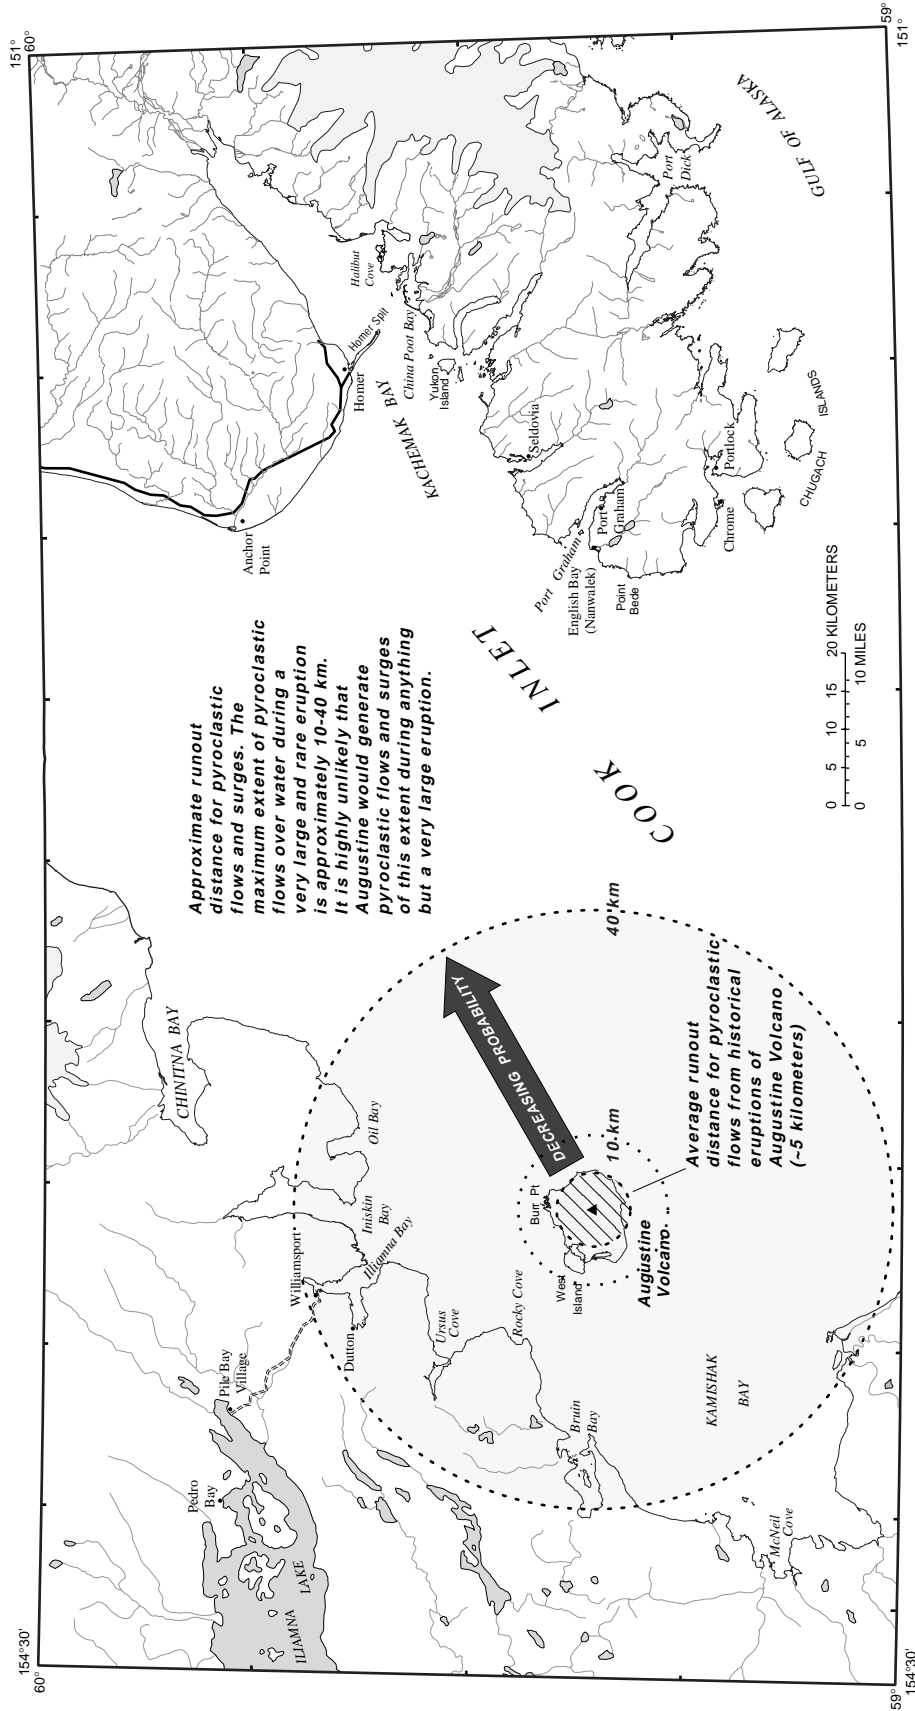 154°30'
60°
151°
60°
59°
151°
59°
154°30'
ILIAMNA
LAKE
Pedro
Bay
Pile Bay
Village
Williamsport
Dutton
Iliamna Bay
Iniskin
Bay
Oil Bay
CHINITNA BAY
Ursus
Cove
Rocky Cove
Bruin
Bay
KAMISHAK
BAY
McNeil
Cove
West
Island
Burr Pt
Augustine
Volcano
10 km
40 km
DECREASING PROBABILITY
Average runout
distance for pyroclastic
flows from historical
eruptions of
Augustine Volcano
(~5 kilometers)
Approximate runout
distance for pyroclastic
flows and surges. The
maximum extent of pyroclastic
flows over water during a
very large and rare eruption
is approximately 10-40 km.
It is highly unlikely that
Augustine would generate
pyroclastic flows and surges
of this extent during anything
but a very large eruption.
COOK INLET
Anchor
Point
Homer
Homer Spit
KACHEMAK BAY
Halibut
Cove
China Poot Bay
Yukon
Island
Seldovia
Port Graham
Port
Graham
English Bay
(Nanwalek)
Point
Bede
Chrome
Portlock
Port
Dick
CHUGACH ISLANDS
GULF OF ALASKA
0 5 10 15 20 KILOMETERS
0 5 10 MILES